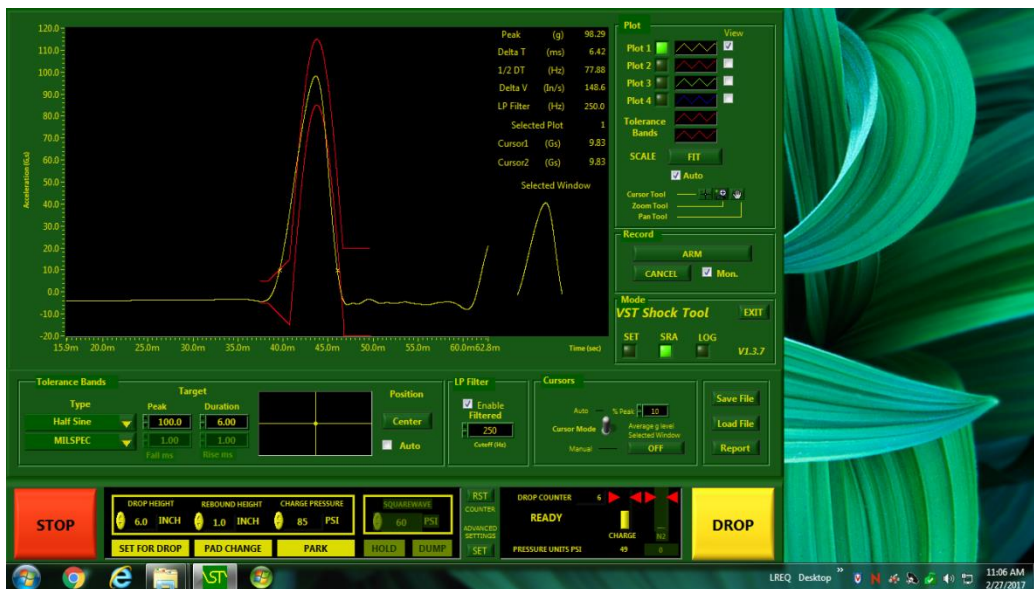 Acceleration (Gs)
120.0
110.0
100.0
90.0
80.0
70.0
60.0
50.0
40.0
30.0
20.0
10.0
0.0
-10.0
-20.0
15.9m 20.0m 25.0m 30.0m 35.0m 40.0m 45.0m 50.0m 55.0m 60.0m 62.8m Time (sec)
Peak (g) 98.29
Delta T (ms) 6.42
1/2 DT (Hz) 77.88
Delta V (In/s) 148.6
LP Filter (Hz) 250.0
Selected Plot 1
Cursor1 (Gs) 9.83
Cursor2 (Gs) 9.83
Selected Window
Plot
View
Plot 1
Plot 2
Plot 3
Plot 4
Tolerance
Bands
SCALE FIT
Auto
Cursor Tool
Zoom Tool
Pan Tool
Record
ARM
CANCEL Mon.
Mode
VST Shock Tool EXIT
SET SRA LOG
V1.3.7
Tolerance Bands
Type
Half Sine
MILSPEC
Target
Peak Duration
100.0 6.00
1.00 1.00
Fall ms Rise ms
Position
Center
Auto
LP Filter
Enable
Filtered
250
Cutoff (Hz)
Cursors
Auto % Peak 10
Cursor Mode
Average g level
Selected Window
Manual OFF
Save File
Load File
Report
STOP
DROP HEIGHT REBOUND HEIGHT CHARGE PRESSURE
6.0 INCH 1.0 INCH 85 PSI
SET FOR DROP PAD CHANGE PARK
SQUAREWAVE
60 PSI
HOLD DUMP
RST
COUNTER
ADVANCED
SETTINGS
SET
DROP COUNTER 6
READY
CHARGE N2
PRESSURE UNITS PSI 49 0
DROP
VST
LREQ Desktop »
11:06 AM
2/27/2017